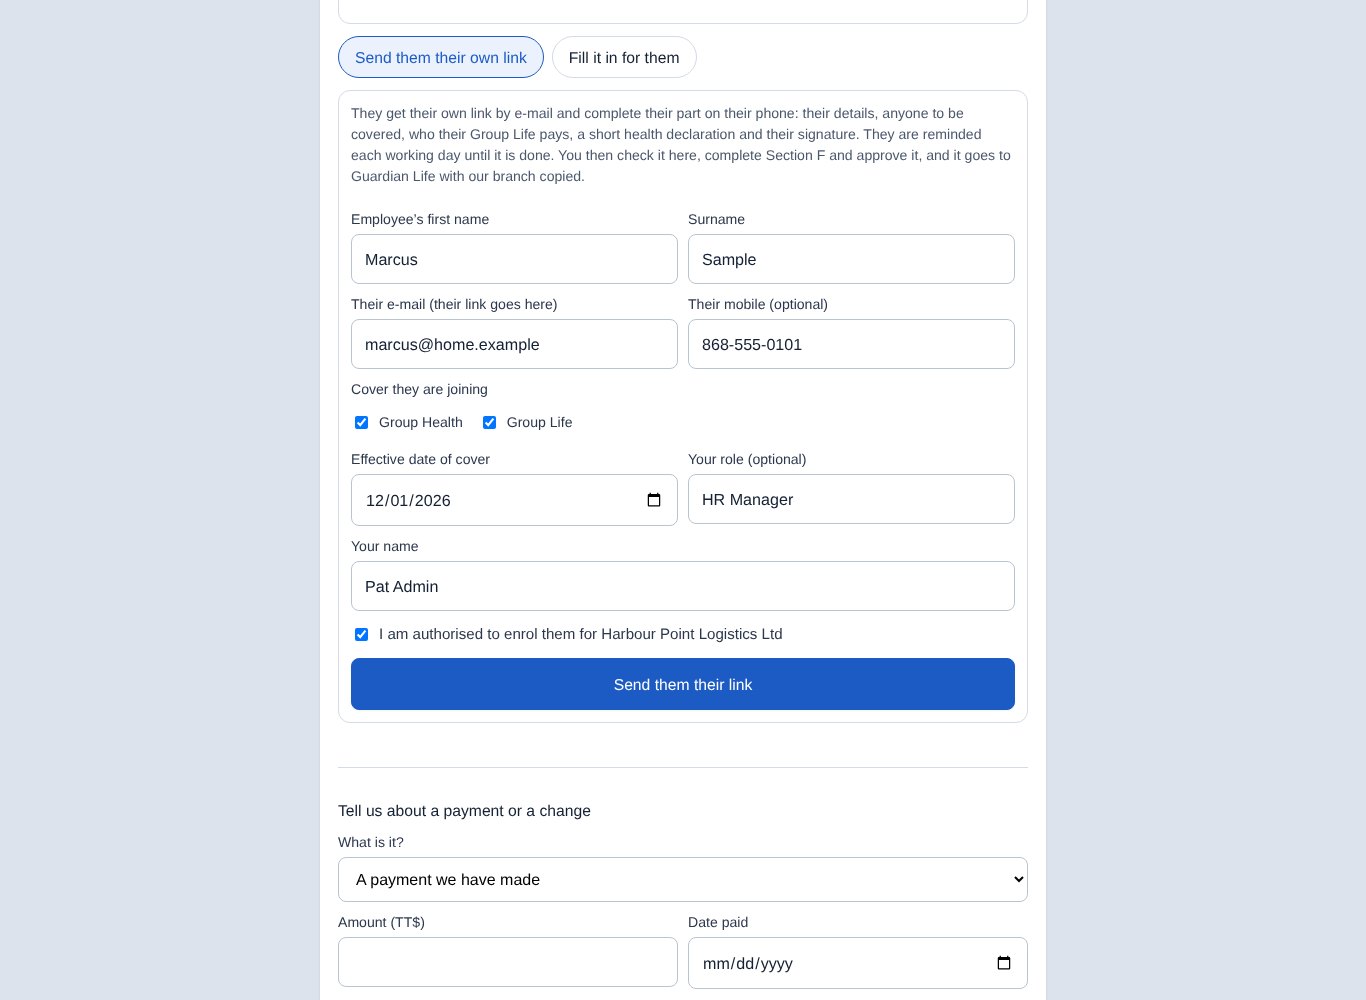 Send them their own link
Fill it in for them
They get their own link by e-mail and complete their part on their phone: their details, anyone to be
covered, who their Group Life pays, a short health declaration and their signature. They are reminded
each working day until it is done. You then check it here, complete Section F and approve it, and it goes to
Guardian Life with our branch copied.
Employee's first name
Surname
Marcus
Sample
Their e-mail (their link goes here)
Their mobile (optional)
marcus@home.example
868-555-0101
Cover they are joining
Group Health
Group Life
Effective date of cover
Your role (optional)
12/01/2026
HR Manager
Your name
Pat Admin
I am authorised to enrol them for Harbour Point Logistics Ltd
Send them their link
Tell us about a payment or a change
What is it?
A payment we have made
Amount (TT$)
Date paid
mm/dd/yyyy